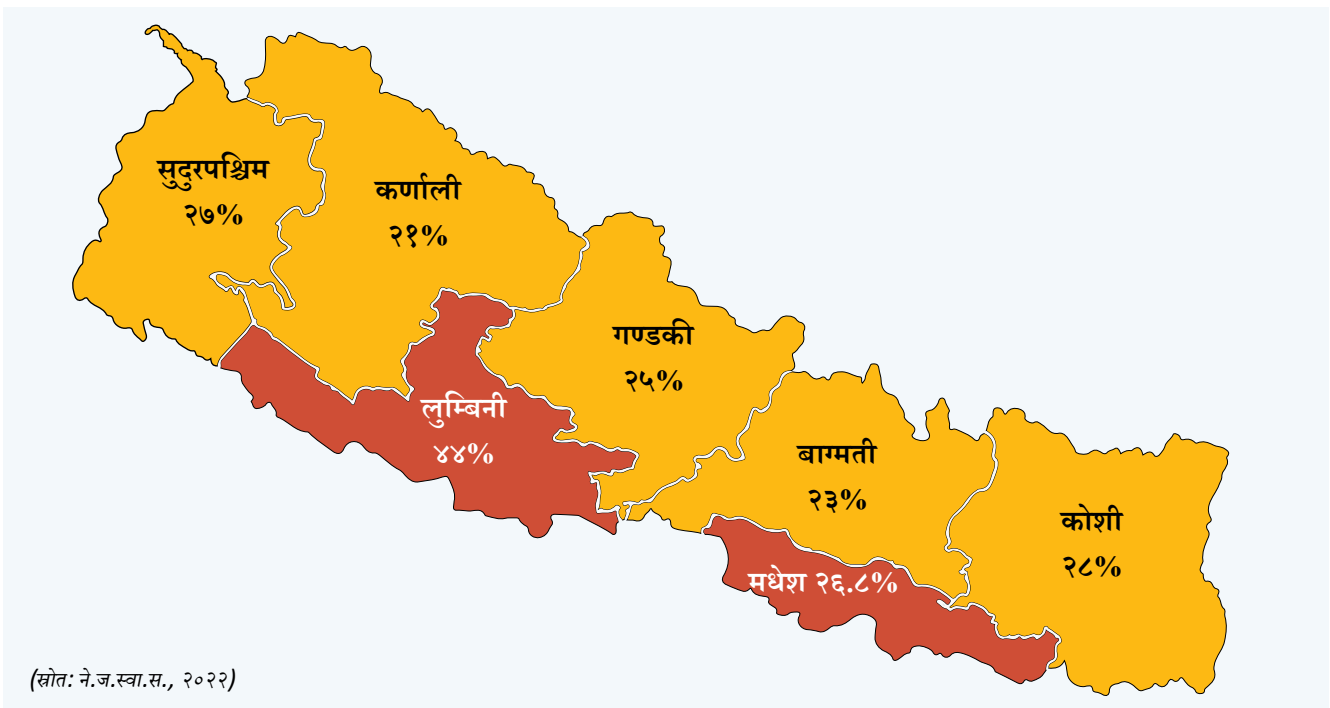 सुदुरपश्चिम
२७%
कर्णाली
२१%
गण्डकी
२५%
लुम्बिनी
४४%
बाग्मती
२३%
कोशी
२८%
मधेश २६.८%
(स्रोत: ने.ज.स्वा.स., २०२२)